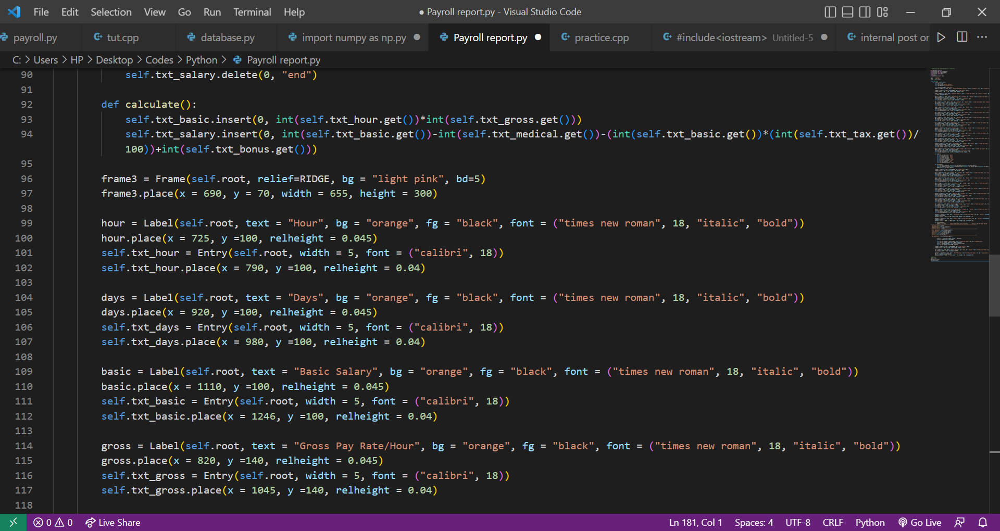 File Edit Selection View Go Run Terminal Help ● Payroll report.py - Visual Studio Code
payroll.py tut.cpp database.py import numpy as np.py Payroll report.py practice.cpp #include<iostream> Untitled-5 internal post or
C: > Users > HP > Desktop > Codes > Python > Payroll report.py
90 self.txt_salary.delete(0, "end")
91
92 def calculate():
93 self.txt_basic.insert(0, int(self.txt_hour.get())*int(self.txt_gross.get()))
94 self.txt_salary.insert(0, int(self.txt_basic.get())-int(self.txt_medical.get())-(int(self.txt_basic.get())*(int(self.txt_tax.get())/
100))+int(self.txt_bonus.get()))
95
96 frame3 = Frame(self.root, relief=RIDGE, bg = "light pink", bd=5)
97 frame3.place(x = 690, y = 70, width = 655, height = 300)
98
99 hour = Label(self.root, text = "Hour", bg = "orange", fg = "black", font = ("times new roman", 18, "italic", "bold"))
100 hour.place(x = 725, y =100, relheight = 0.045)
101 self.txt_hour = Entry(self.root, width = 5, font = ("calibri", 18))
102 self.txt_hour.place(x = 790, y =100, relheight = 0.04)
103
104 days = Label(self.root, text = "Days", bg = "orange", fg = "black", font = ("times new roman", 18, "italic", "bold"))
105 days.place(x = 920, y =100, relheight = 0.045)
106 self.txt_days = Entry(self.root, width = 5, font = ("calibri", 18))
107 self.txt_days.place(x = 980, y =100, relheight = 0.04)
108
109 basic = Label(self.root, text = "Basic Salary", bg = "orange", fg = "black", font = ("times new roman", 18, "italic", "bold"))
110 basic.place(x = 1110, y =100, relheight = 0.045)
111 self.txt_basic = Entry(self.root, width = 5, font = ("calibri", 18))
112 self.txt_basic.place(x = 1246, y =100, relheight = 0.04)
113
114 gross = Label(self.root, text = "Gross Pay Rate/Hour", bg = "orange", fg = "black", font = ("times new roman", 18, "italic", "bold"))
115 gross.place(x = 820, y =140, relheight = 0.045)
116 self.txt_gross = Entry(self.root, width = 5, font = ("calibri", 18))
117 self.txt_gross.place(x = 1045, y =140, relheight = 0.04)
118
0 0 Live Share Ln 181, Col 1 Spaces: 4 UTF-8 CRLF Python Go Live